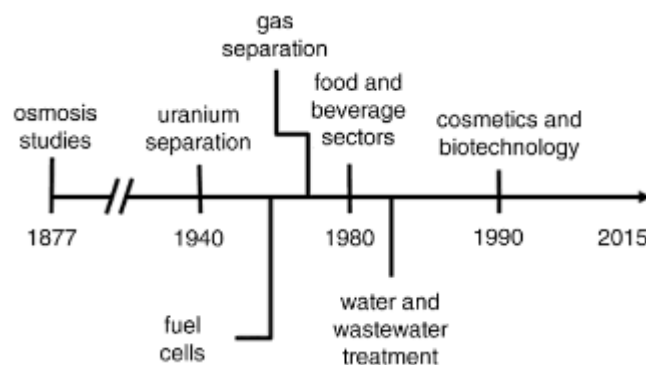 gas
separation
osmosis
studies
uranium
separation
food and
beverage
sectors
cosmetics and
biotechnology
1877
1940
1980
1990
2015
fuel
cells
water and
wastewater
treatment